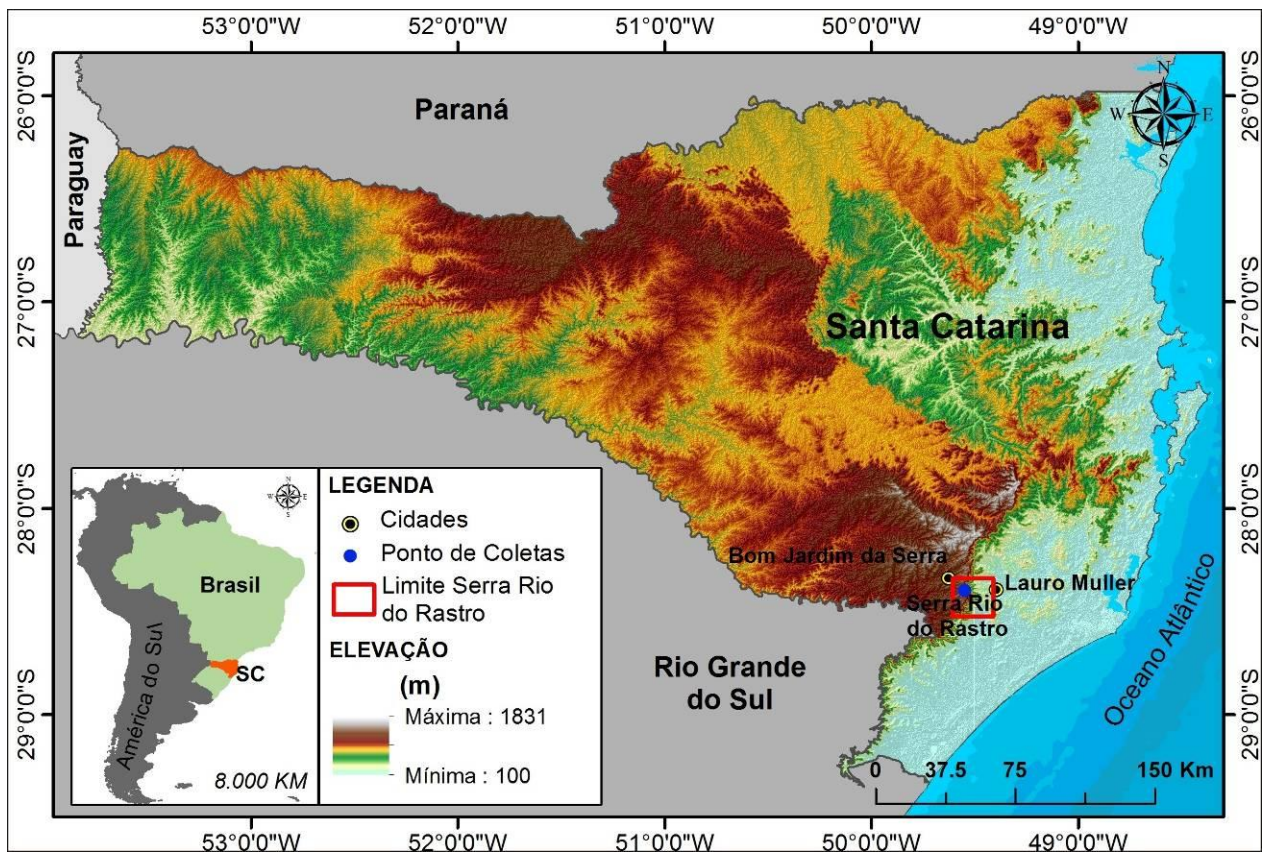 53°0'0"W 52°0'0"W 51°0'0"W 50°0'0"W 49°0'0"W
26°0'0"S
27°0'0"S
28°0'0"S
29°0'0"S
26°0'0"S
27°0'0"S
28°0'0"S
29°0'0"S
N
W E
S
Paraná
Paraguay
Santa Catarina
Bom Jardim da Serra
Lauro Muller
Serra Rio
do Rastro
Rio Grande
do Sul
Oceano Atlântico
0 37.5 75 150 Km
N
W E
S
Brasil
SC
América do Sul
8.000 KM
LEGENDA
Cidades
Ponto de Coletas
Limite Serra Rio
do Rastro
ELEVAÇÃO
(m)
Máxima : 1831
Mínima : 100
53°0'0"W 52°0'0"W 51°0'0"W 50°0'0"W 49°0'0"W